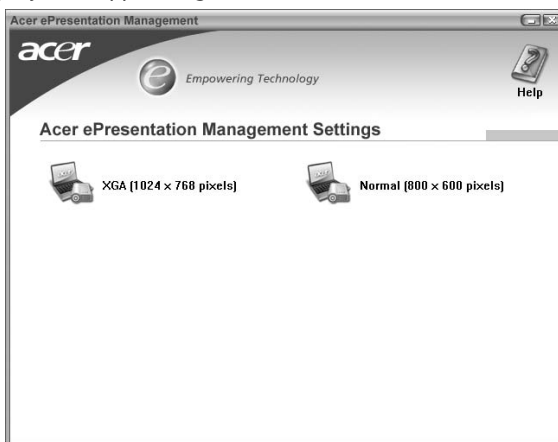 Acer ePresentation Management
acer
e Empowering Technology
Help
Acer ePresentation Management Settings
XGA (1024 x 768 pixels)
Normal (800 x 600 pixels)